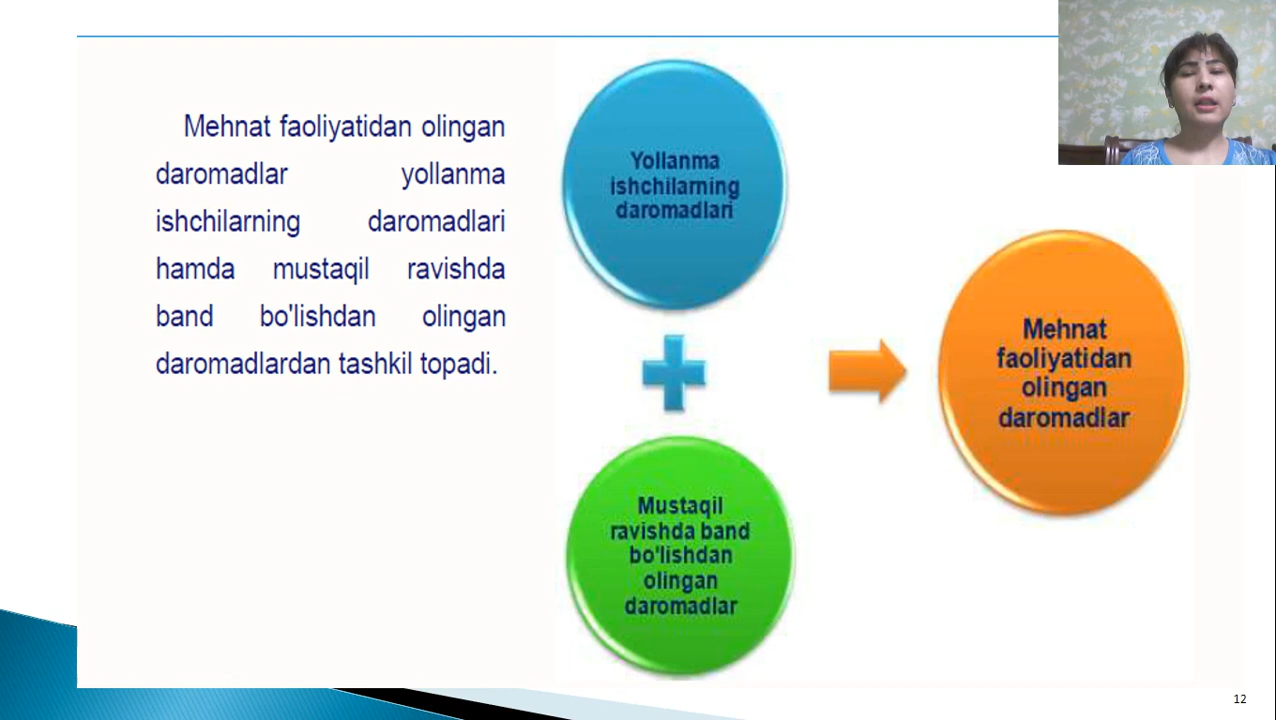 Mehnat faoliyatidan olingan
daromadlar yollanma
ishchilarning daromadlari
hamda mustaqil ravishda
band bo'lishdan olingan
daromadlardan tashkil topadi.
Yollanma
ishchilarning
daromadlari
Mustaqil
ravishda band
bo'lishdan
olingan
daromadlar
Mehnat
faoliyatidan
olingan
daromadlar
12